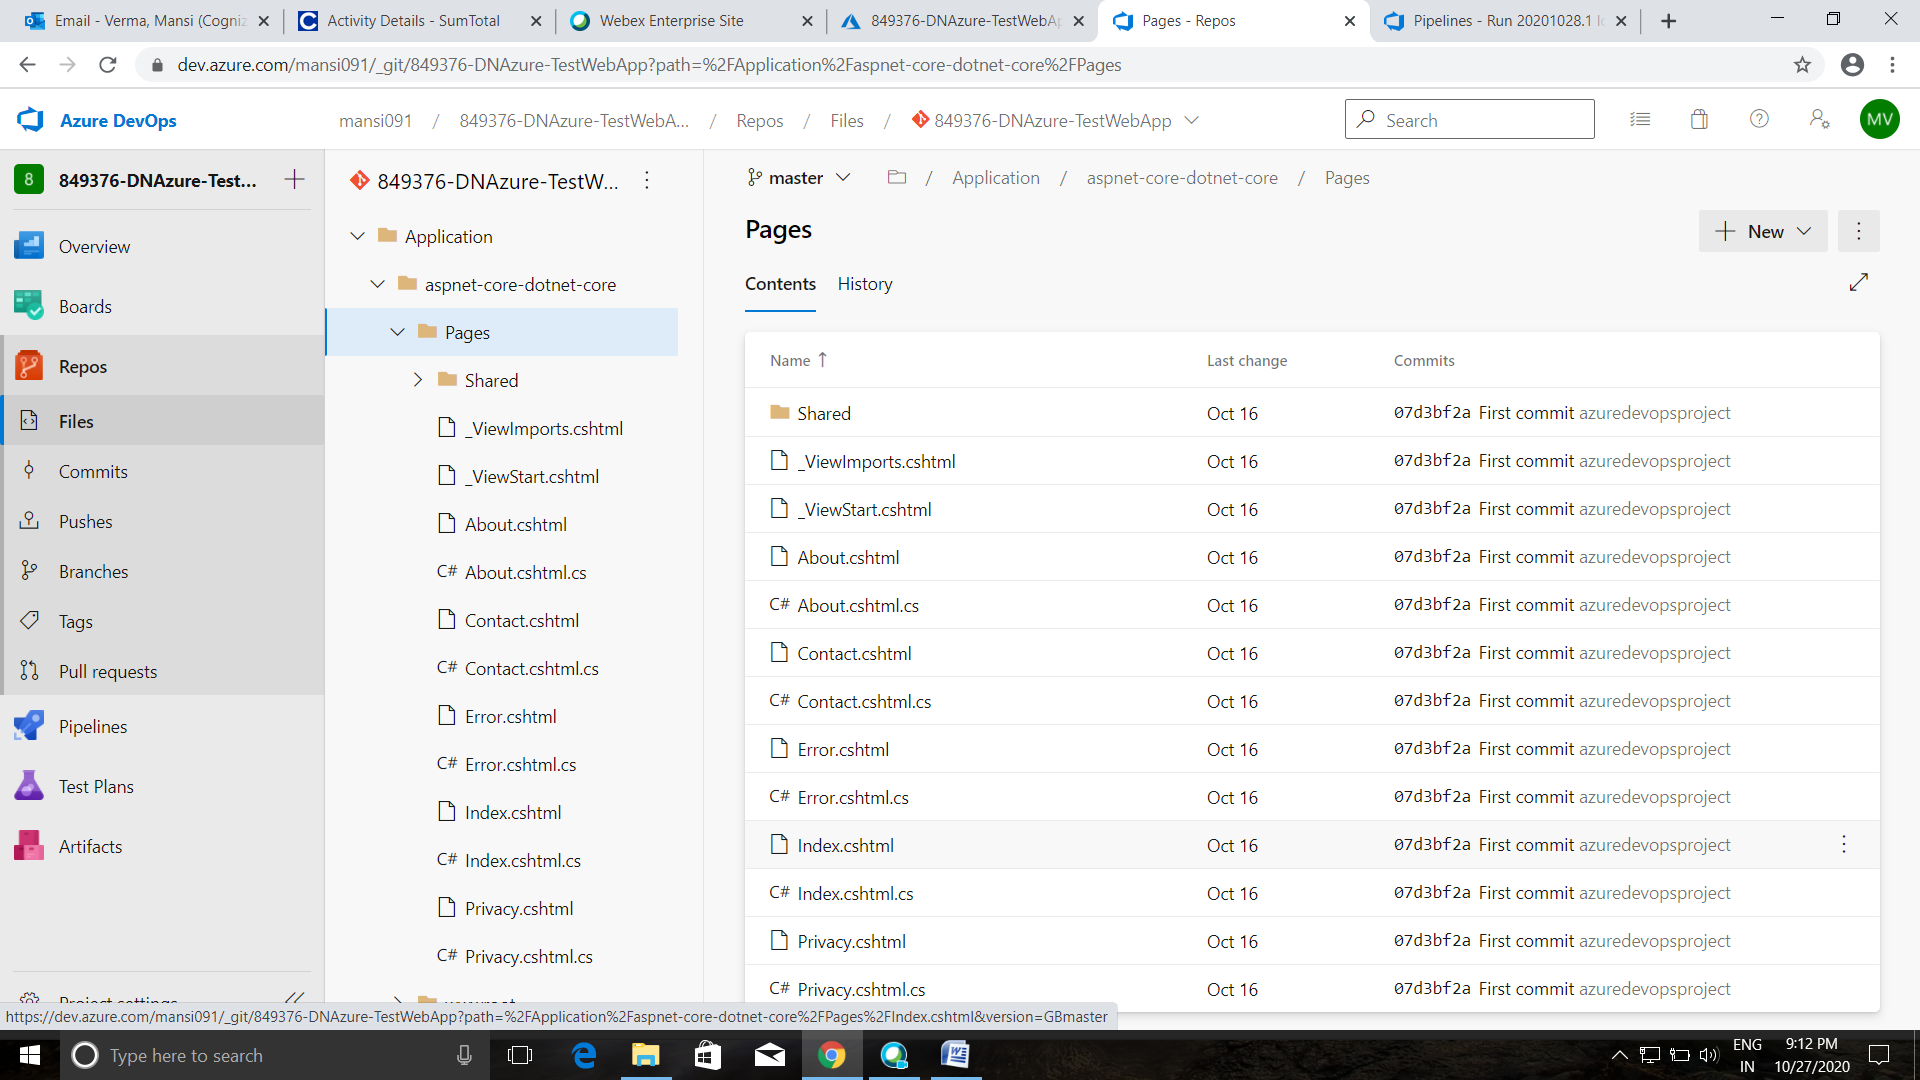 Email - Verma, Mansi (Cogniz
Activity Details - SumTotal
Webex Enterprise Site
849376-DNAzure-TestWebAp
Pages - Repos
Pipelines - Run 20201028.1 lo
dev.azure.com/mansi091/_git/849376-DNAzure-TestWebApp?path=%2FApplication%2Faspnet-core-dotnet-core%2FPages
Azure DevOps
mansi091 / 849376-DNAzure-TestWebA... / Repos / Files / 849376-DNAzure-TestWebApp
Search
MV
8 849376-DNAzure-Test...
Overview
Boards
Repos
Files
Commits
Pushes
Branches
Tags
Pull requests
Pipelines
Test Plans
Artifacts
Project settings
849376-DNAzure-TestW...
Application
aspnet-core-dotnet-core
Pages
Shared
_ViewImports.cshtml
_ViewStart.cshtml
About.cshtml
C# About.cshtml.cs
Contact.cshtml
C# Contact.cshtml.cs
Error.cshtml
C# Error.cshtml.cs
Index.cshtml
C# Index.cshtml.cs
Privacy.cshtml
C# Privacy.cshtml.cs
master
/ Application / aspnet-core-dotnet-core / Pages
Pages
New
Contents History
Name Last change Commits
Shared Oct 16 07d3bf2a First commit azuredevopsproject
_ViewImports.cshtml Oct 16 07d3bf2a First commit azuredevopsproject
_ViewStart.cshtml Oct 16 07d3bf2a First commit azuredevopsproject
About.cshtml Oct 16 07d3bf2a First commit azuredevopsproject
C# About.cshtml.cs Oct 16 07d3bf2a First commit azuredevopsproject
Contact.cshtml Oct 16 07d3bf2a First commit azuredevopsproject
C# Contact.cshtml.cs Oct 16 07d3bf2a First commit azuredevopsproject
Error.cshtml Oct 16 07d3bf2a First commit azuredevopsproject
C# Error.cshtml.cs Oct 16 07d3bf2a First commit azuredevopsproject
Index.cshtml Oct 16 07d3bf2a First commit azuredevopsproject
C# Index.cshtml.cs Oct 16 07d3bf2a First commit azuredevopsproject
Privacy.cshtml Oct 16 07d3bf2a First commit azuredevopsproject
C# Privacy.cshtml.cs Oct 16 07d3bf2a First commit azuredevopsproject
https://dev.azure.com/mansi091/_git/849376-DNAzure-TestWebApp?path=%2FApplication%2Faspnet-core-dotnet-core%2FPages%2FIndex.cshtml&version=GBmaster
Type here to search
ENG
IN
9:12 PM
10/27/2020